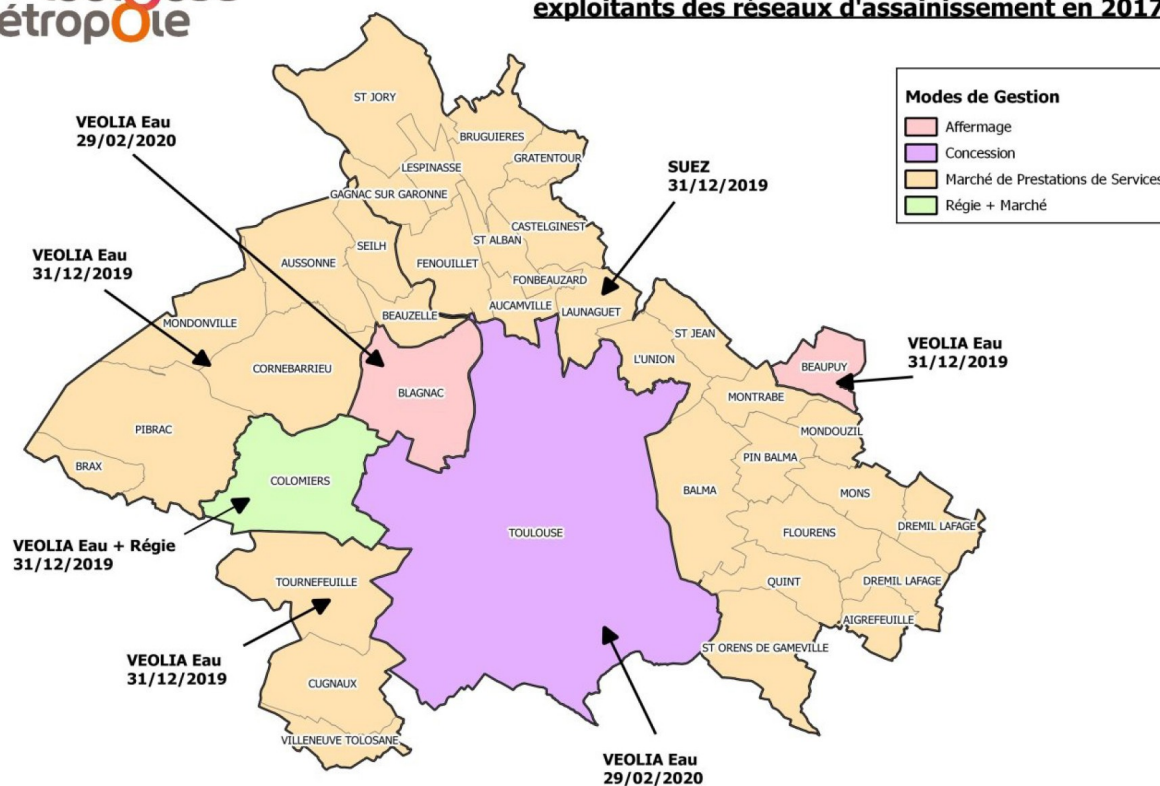 étropole
exploitants des réseaux d'assainissement en 2017
Modes de Gestion
Affermage
Concession
Marché de Prestations de Services
Régie + Marché
VEOLIA Eau
29/02/2020
SUEZ
31/12/2019
VEOLIA Eau
31/12/2019
VEOLIA Eau
31/12/2019
VEOLIA Eau + Régie
31/12/2019
VEOLIA Eau
31/12/2019
VEOLIA Eau
29/02/2020
ST JORY
BRUGUIERES
GRATENTOUR
LESPINASSE
GAGNAC SUR GARONNE
CASTELGINEST
ST ALBAN
SEILH
AUSSONNE
FENOUILLET
FONBEAUZARD
AUCAMVILLE
LAUNAGUET
BEAUZELLE
MONDONVILLE
ST JEAN
L'UNION
CORNEBARRIEU
BEAUPUY
BLAGNAC
MONTRABE
PIBRAC
MONDOUZIL
PIN BALMA
BRAX
COLOMIERS
BALMA
MONS
TOULOUSE
FLOURENS
DREMIL LAFAGE
TOURNEFEUILLE
QUINT
DREMIL LAFAGE
AIGREFEUILLE
ST ORENS DE GAMEVILLE
CUGNAUX
VILLENEUVE TOLOSANE